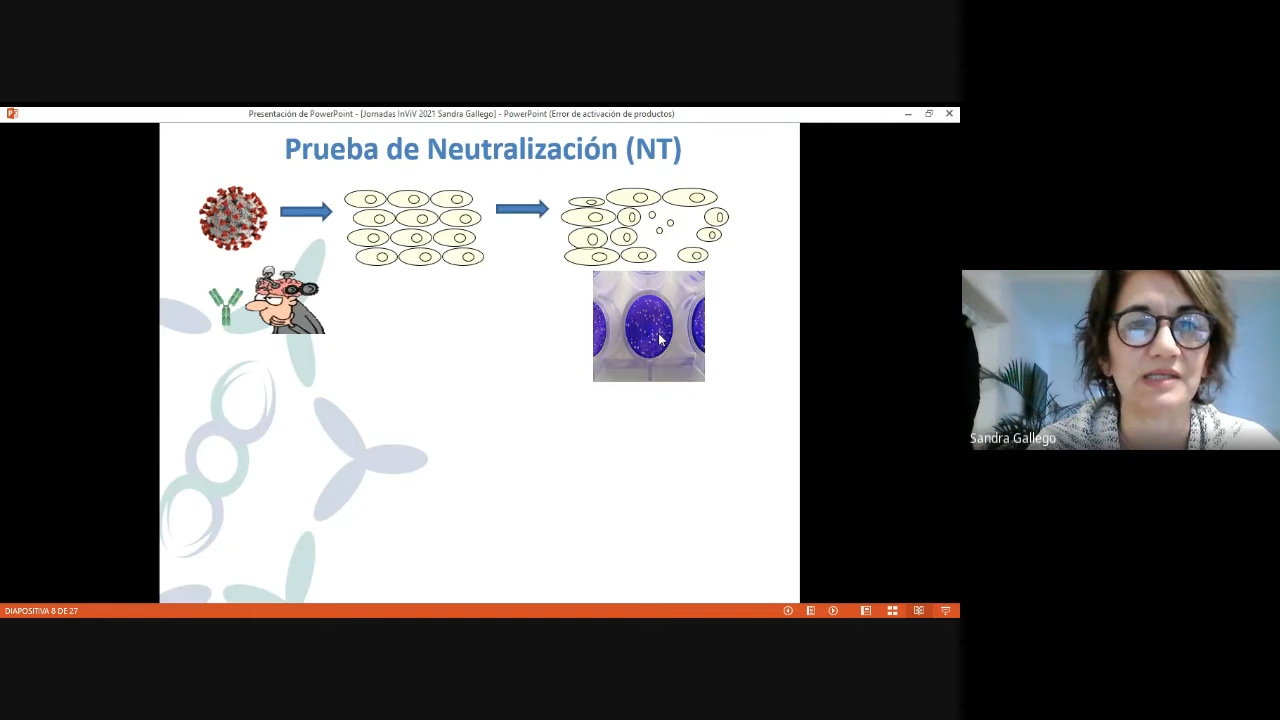 Presentación de PowerPoint - [Jornadas InViV 2021 Sandra Gallego] - PowerPoint (Error de activación de productos)
Prueba de Neutralización (NT)
Sandra Gallego
DIAPOSITIVA 8 DE 27